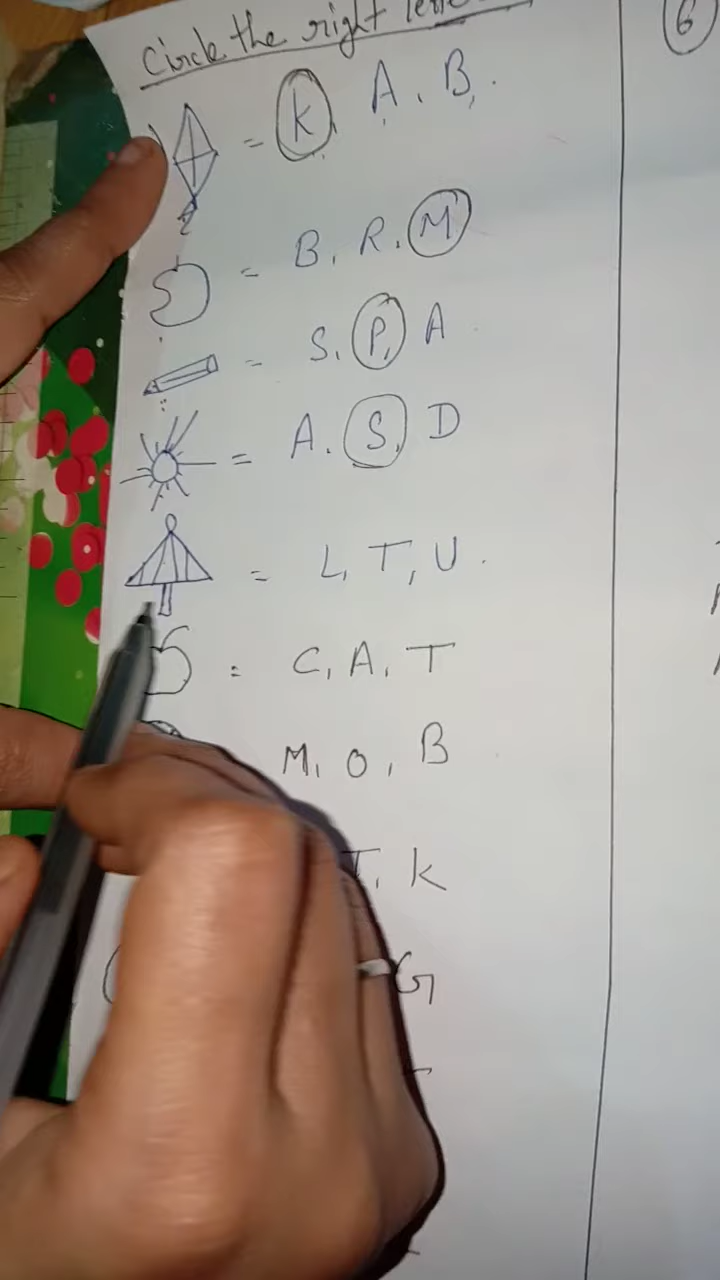 Circle the right
= K, A, B.
= B, R, M
= S, P, A
= A, S, D
= L, T, U.
= C, A, T
M, O, B
T, K
G
6